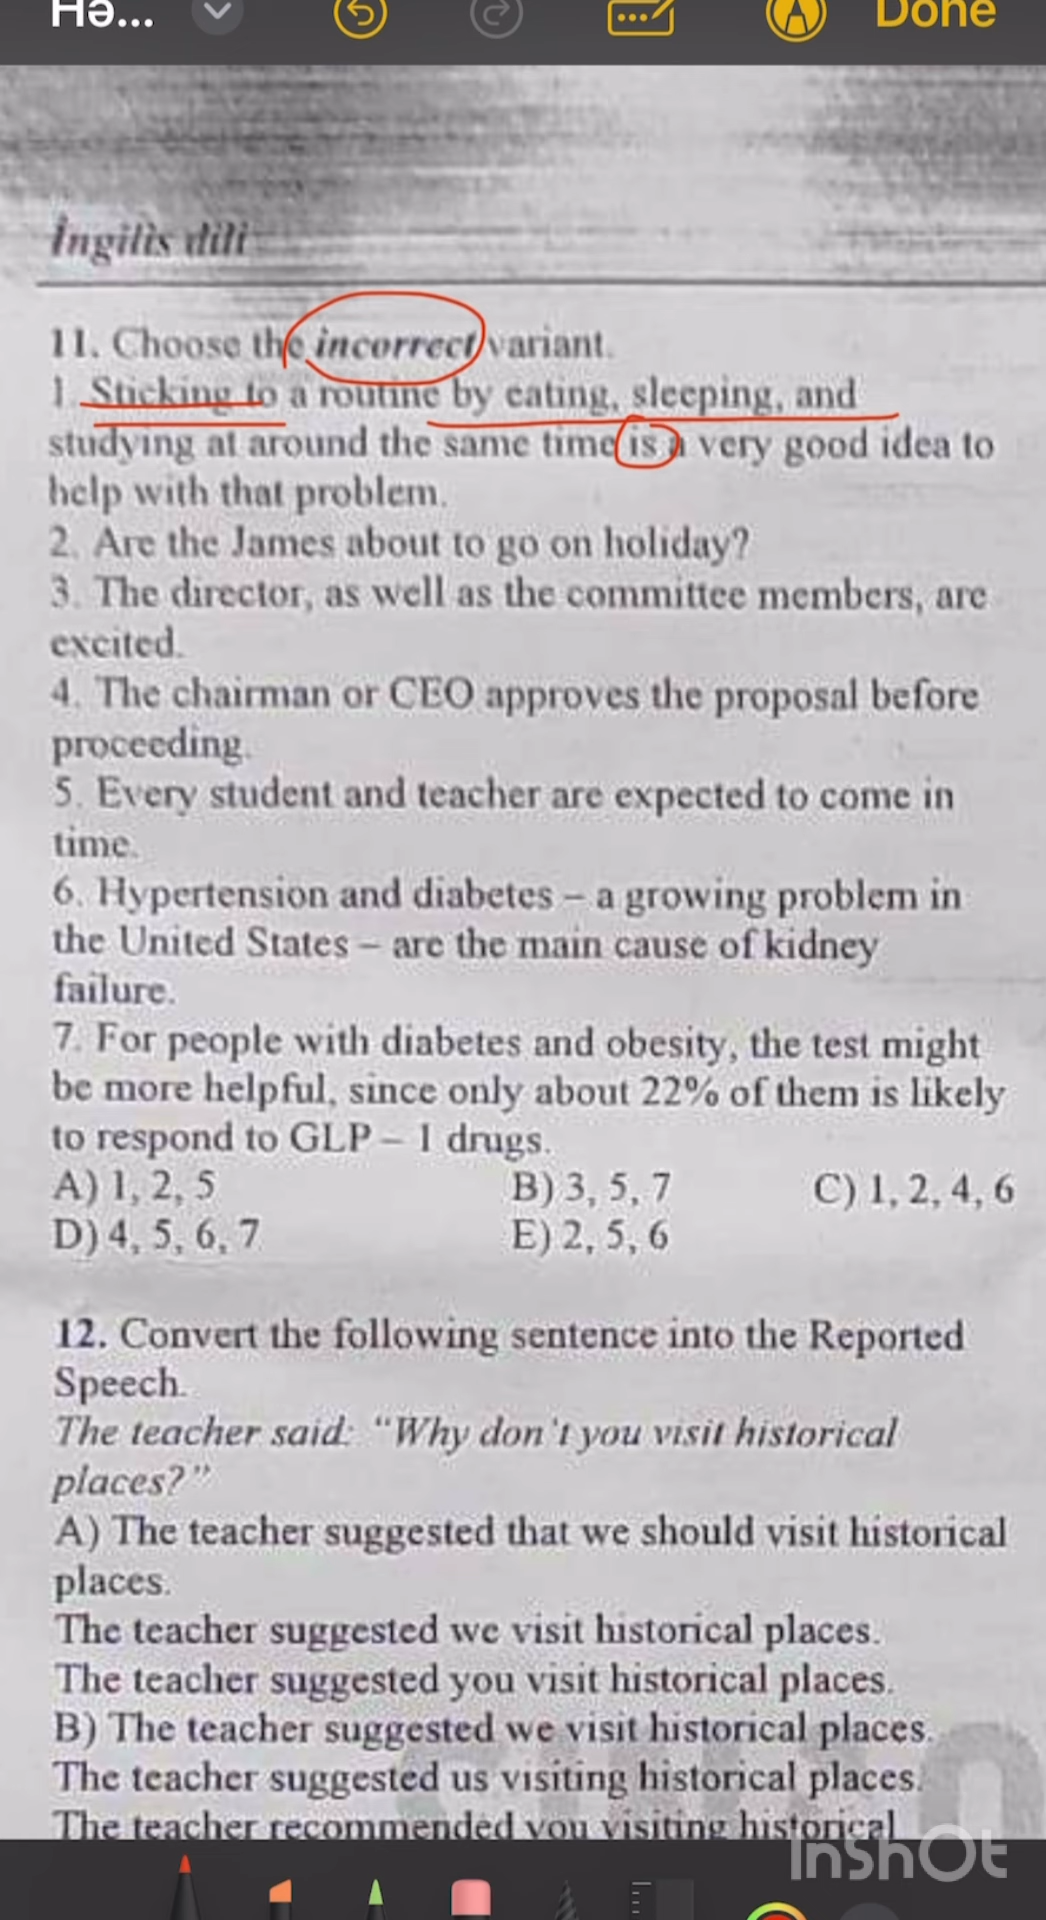 Hə...
Done
İngilis dili
11. Choose the incorrect variant.
1. Sticking to a routine by eating, sleeping, and
studying at around the same time is a very good idea to
help with that problem.
2. Are the James about to go on holiday?
3. The director, as well as the committee members, are
excited.
4. The chairman or CEO approves the proposal before
proceeding.
5. Every student and teacher are expected to come in
time.
6. Hypertension and diabetes – a growing problem in
the United States – are the main cause of kidney
failure.
7. For people with diabetes and obesity, the test might
be more helpful, since only about 22% of them is likely
to respond to GLP – 1 drugs.
A) 1, 2, 5 B) 3, 5, 7 C) 1, 2, 4, 6
D) 4, 5, 6, 7 E) 2, 5, 6
12. Convert the following sentence into the Reported
Speech.
The teacher said: “Why don't you visit historical
places?”
A) The teacher suggested that we should visit historical
places.
The teacher suggested we visit historical places.
The teacher suggested you visit historical places.
B) The teacher suggested we visit historical places.
The teacher suggested us visiting historical places.
The teacher recommended you visiting historical
InShOt